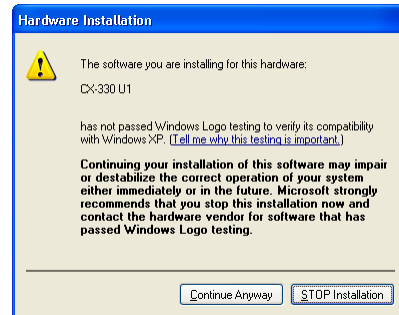 Hardware Installation
The software you are installing for this hardware:
CX-330 U1
has not passed Windows Logo testing to verify its compatibility
with Windows XP. (Tell me why this testing is important.)
Continuing your installation of this software may impair
or destabilize the correct operation of your system
either immediately or in the future. Microsoft strongly
recommends that you stop this installation now and
contact the hardware vendor for software that has
passed Windows Logo testing.
Continue Anyway STOP Installation